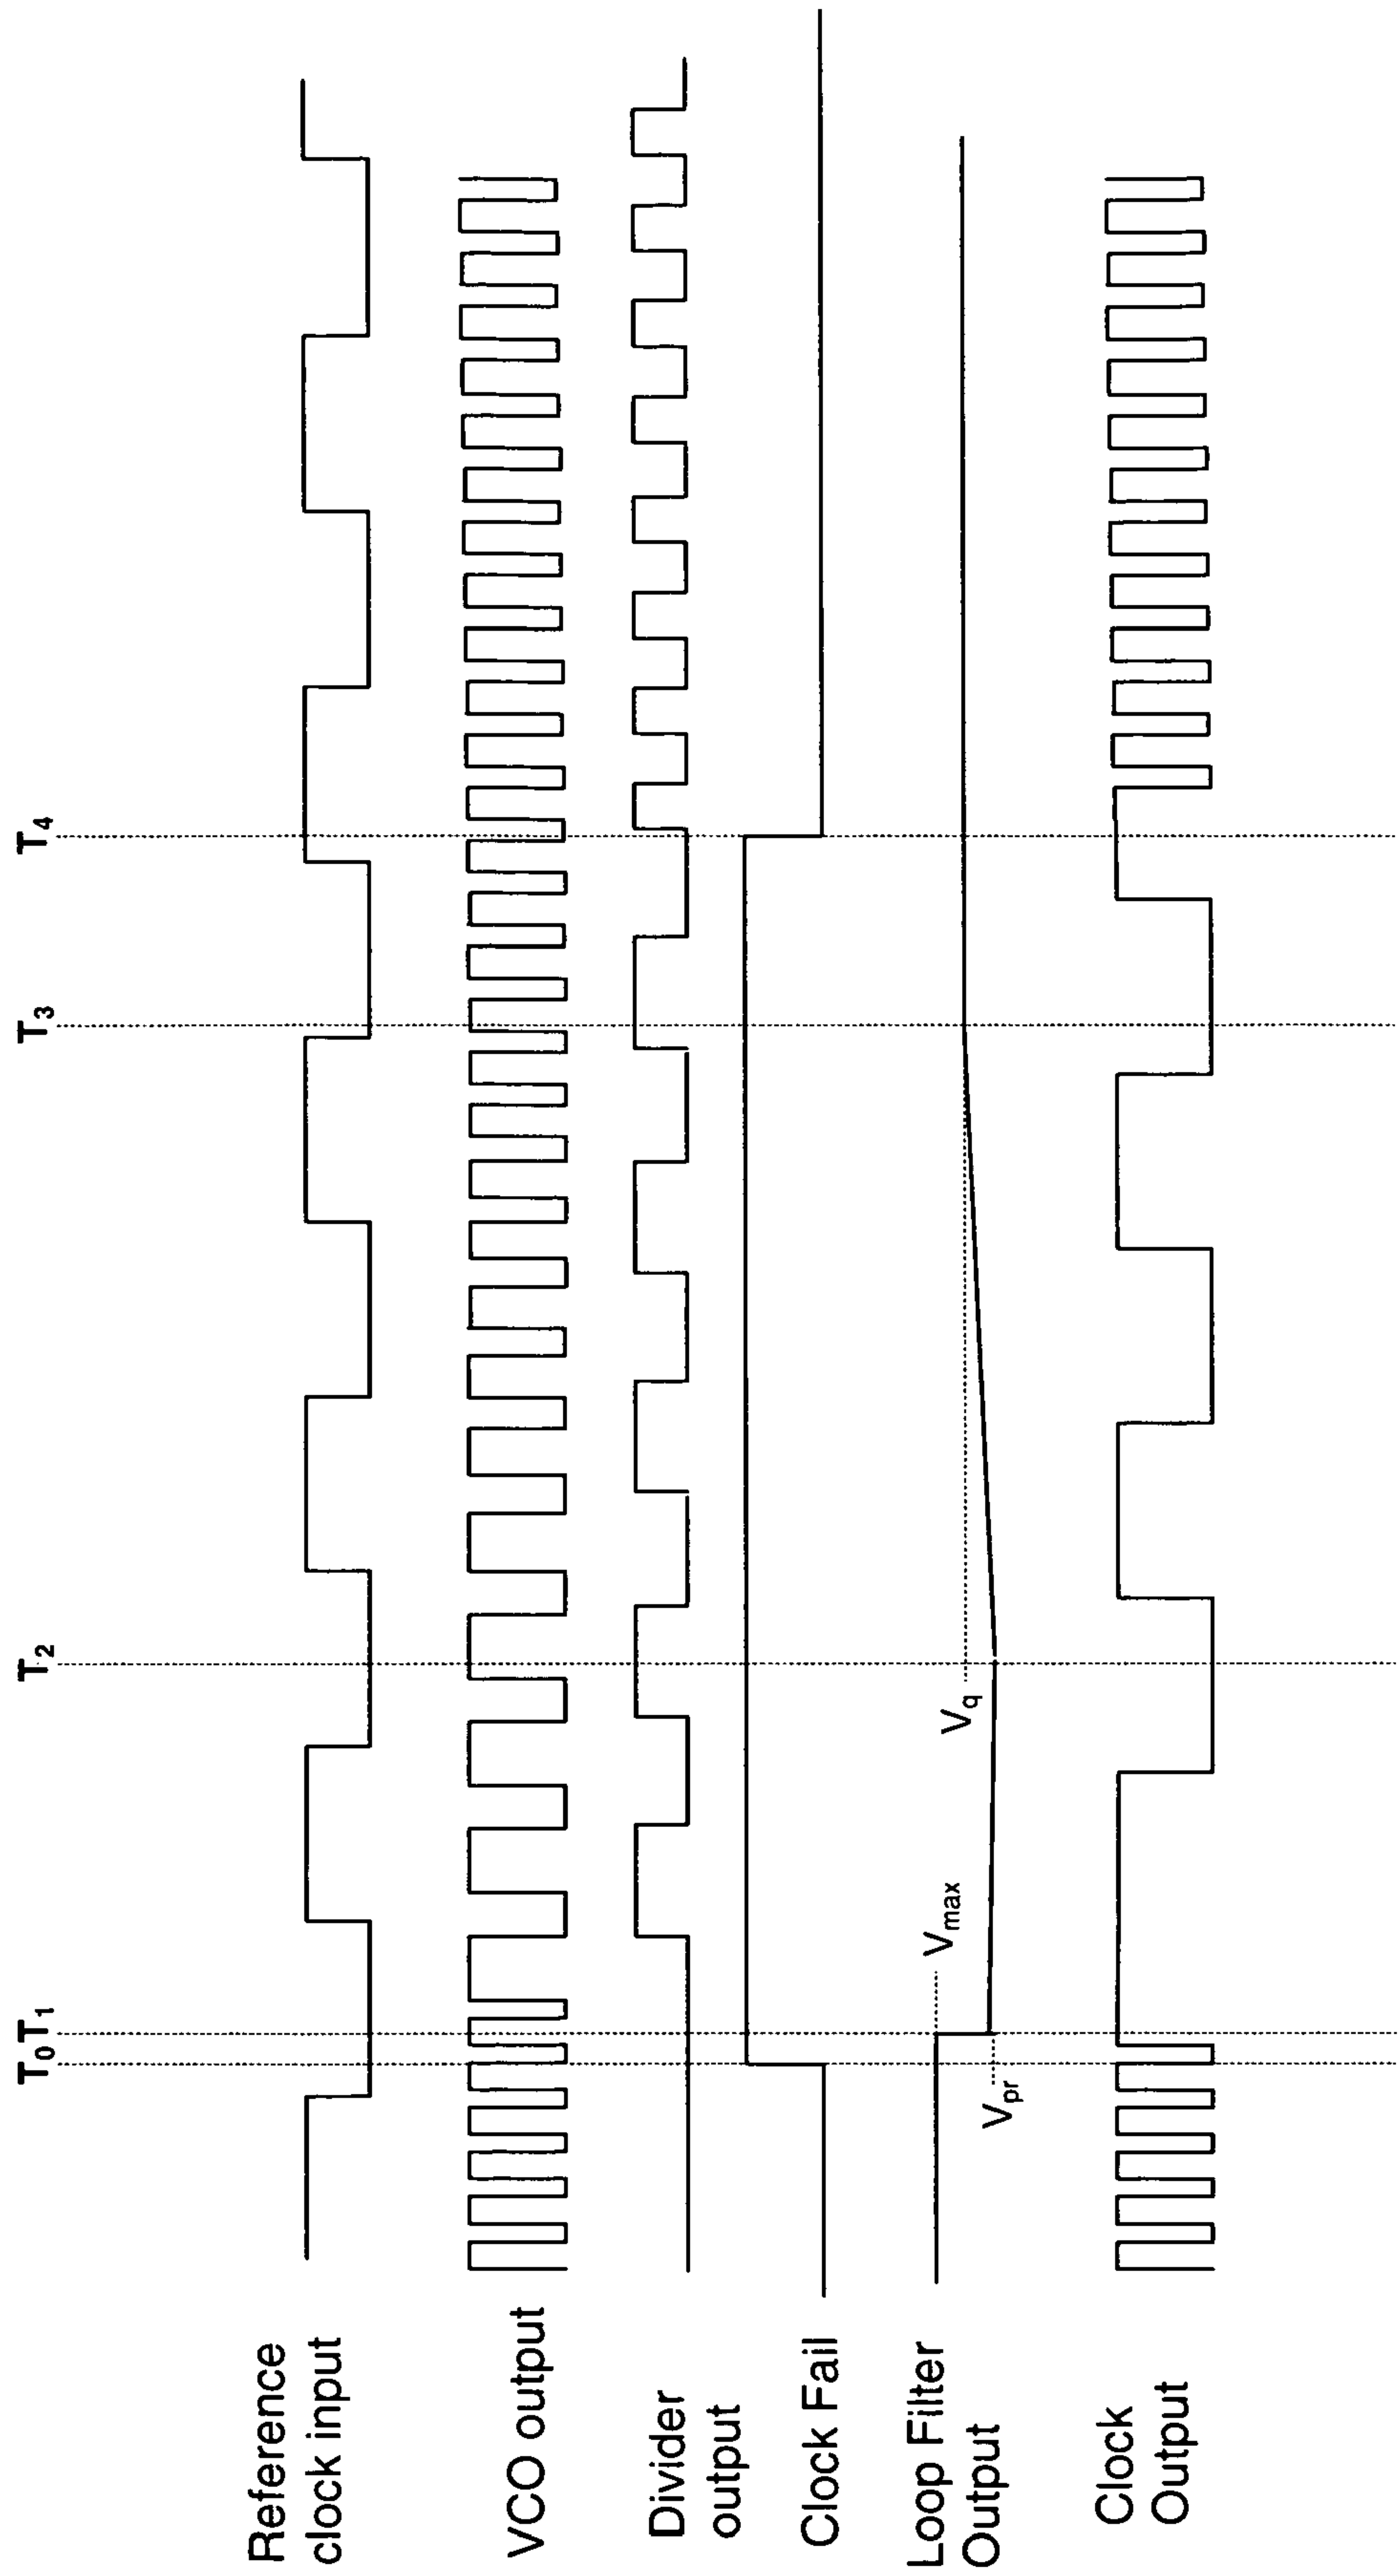 T0 T1 T2 T3 T4
Reference
clock input
VCO output
Divider
output
Clock Fail
Loop Filter
Output
Vmax
Vpr
Vq
Clock
Output